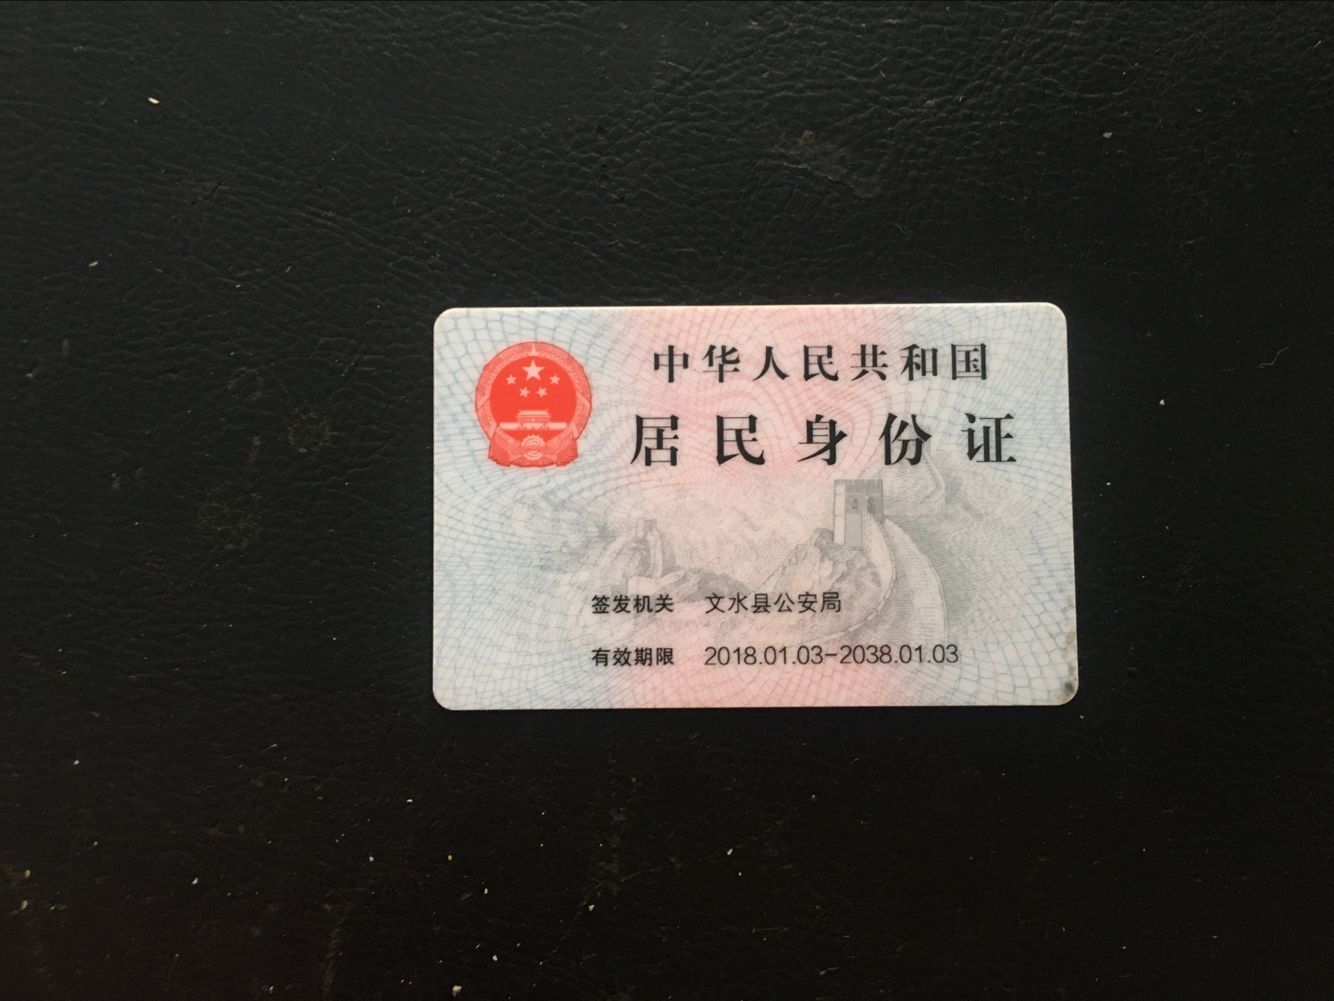 中华人民共和国
居民身份证
签发机关 文水县公安局
有效期限 2018.01.03-2038.01.03